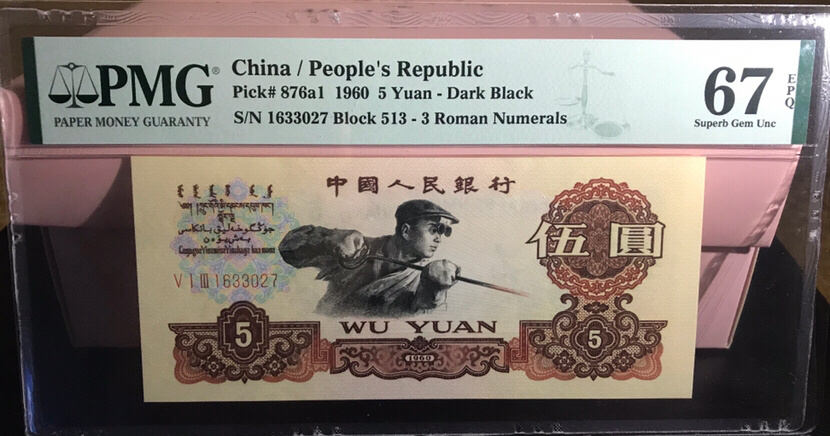 PMG®
PAPER MONEY GUARANTY
China / People's Republic
Pick# 876a1 1960 5 Yuan - Dark Black
S/N 1633027 Block 513 - 3 Roman Numerals
67
EPQ
Superb Gem Unc
中國人民銀行
伍圓
V I III 1633027
WU YUAN
5
1960
5